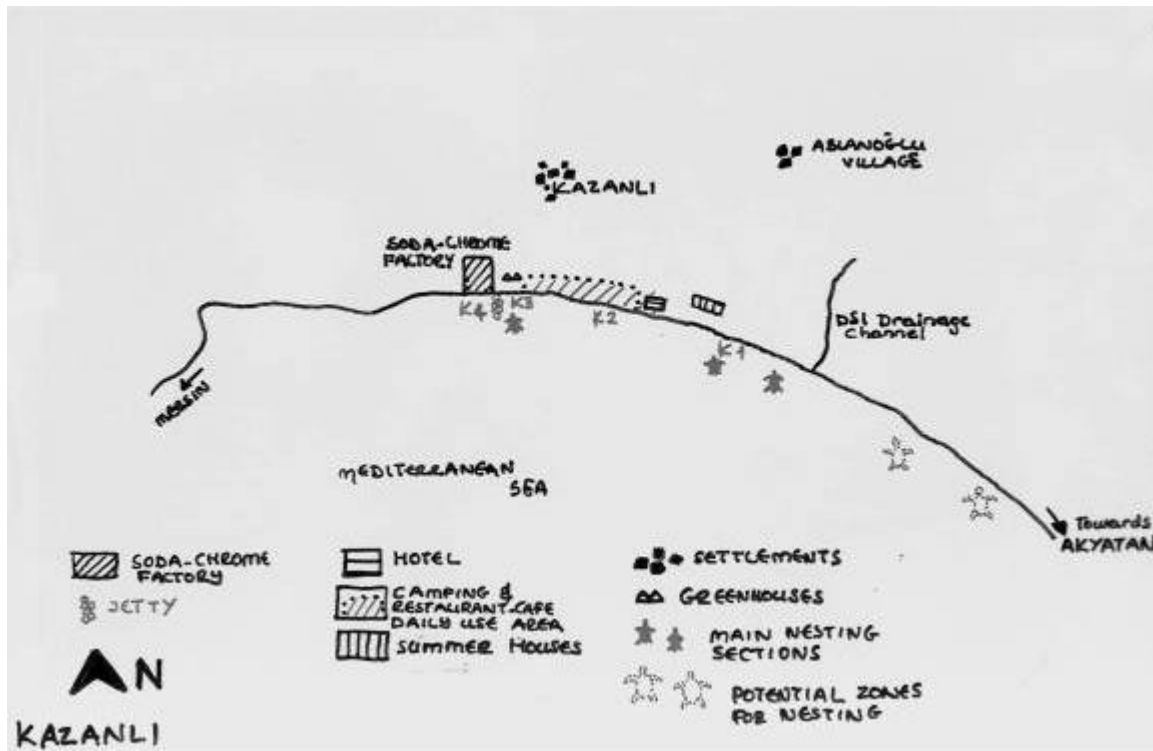 ABLANOĞLU
VILLAGE
KAZANLI
SODA-CHROME
FACTORY
K4
K3
K2
K1
DSI Drainage
Channel
MERSIN
MEDITERRANEAN
SEA
Towards
AKYATAN
SODA-CHROME
FACTORY
JETTY
N
KAZANLI
HOTEL
CAMPING &
RESTAURANT-CAFE
DAILY USE AREA
SUMMER HOUSES
SETTLEMENTS
GREENHOUSES
MAIN NESTING
SECTIONS
POTENTIAL ZONES
FOR NESTING